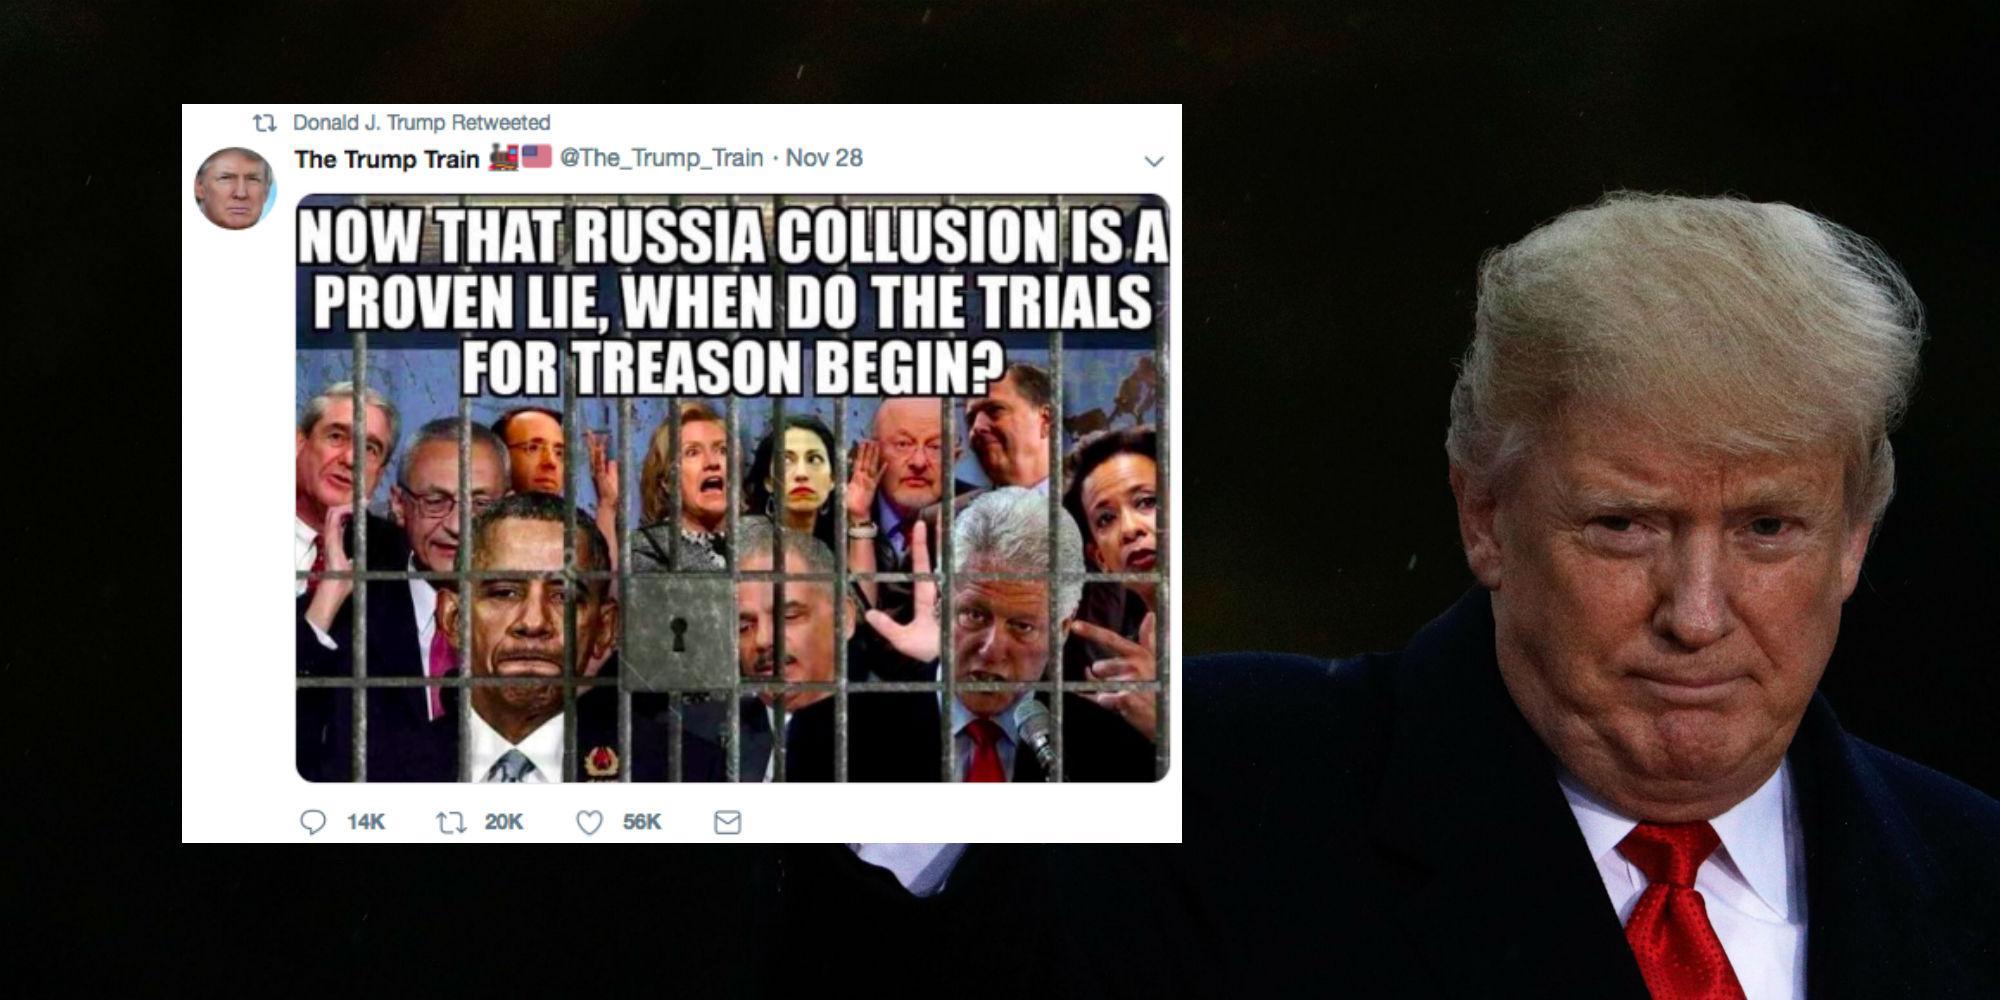 Donald J. Trump Retweeted
The Trump Train 🚂🇺🇸 @The_Trump_Train · Nov 28
NOW THAT RUSSIA COLLUSION IS A
PROVEN LIE, WHEN DO THE TRIALS
FOR TREASON BEGIN?
14K 20K 56K